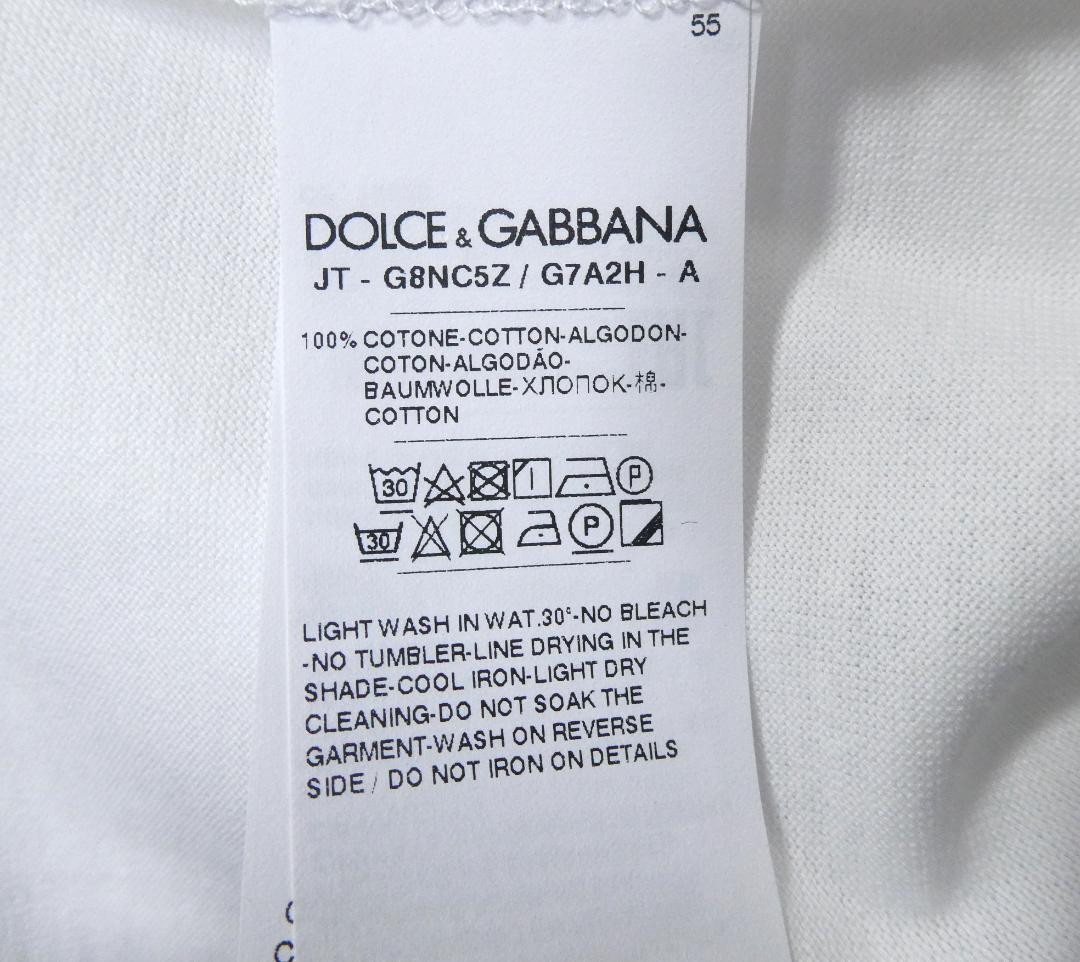 55
DOLCE & GABBANA
JT - G8NC5Z / G7A2H - A
100% COTONE-COTTON-ALGODON-
COTON-ALGODÃO-
BAUMWOLLE-ХЛОПОК-棉-
COTTON
30 P
30 P
LIGHT WASH IN WAT.30°-NO BLEACH
-NO TUMBLER-LINE DRYING IN THE
SHADE-COOL IRON-LIGHT DRY
CLEANING-DO NOT SOAK THE
GARMENT-WASH ON REVERSE
SIDE / DO NOT IRON ON DETAILS